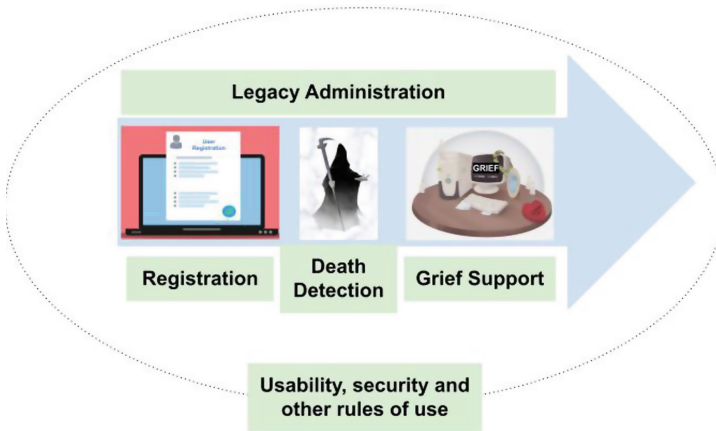 Legacy Administration
User
Registration
GRIEF
Registration
Death
Detection
Grief Support
Usability, security and
other rules of use